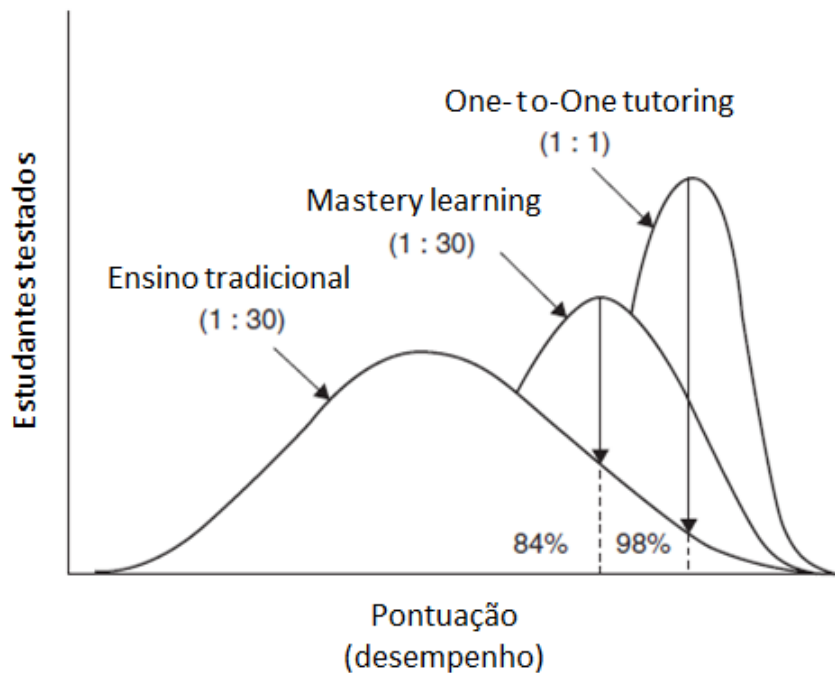 One-to-One tutoring
(1 : 1)
Mastery learning
(1 : 30)
Ensino tradicional
(1 : 30)
Estudantes testados
84%
98%
Pontuação
(desempenho)